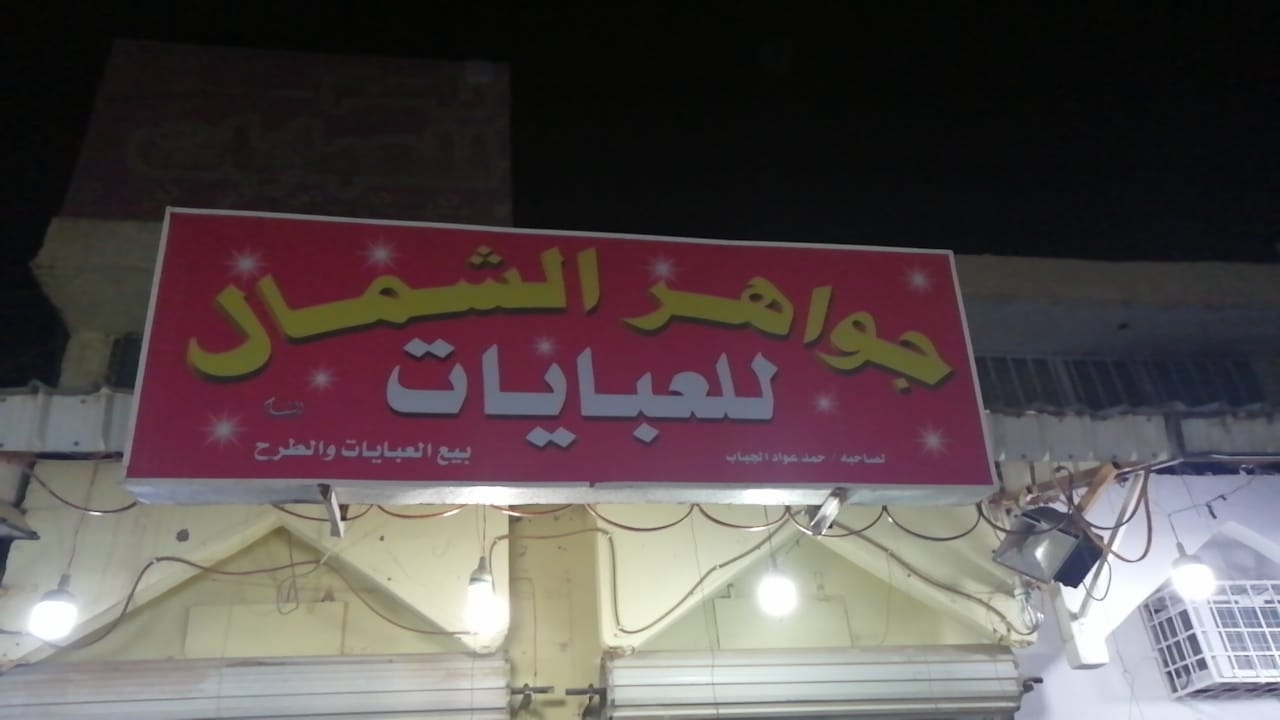 جواهر الشمال
للعبايات
بيع العبايات والطرح
لصاحبه / حمد عواد الجباب